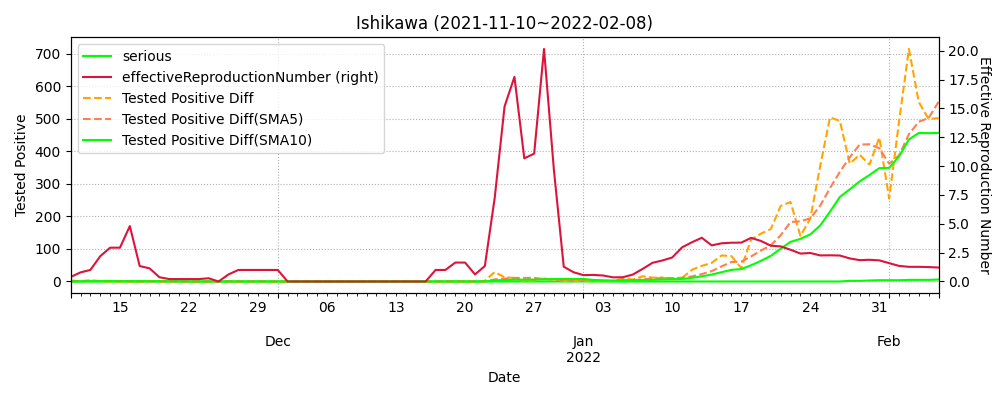 Ishikawa (2021-11-10~2022-02-08)
serious
effectiveReproductionNumber (right)
Tested Positive Diff
Tested Positive Diff(SMA5)
Tested Positive Diff(SMA10)
Tested Positive
700
600
500
400
300
200
100
0
20.0
17.5
15.0
12.5
10.0
7.5
5.0
2.5
0.0
Effective Reproduction Number
15 22 29 06 13 20 27 03 10 17 24 31
Dec Jan Feb
2022
Date